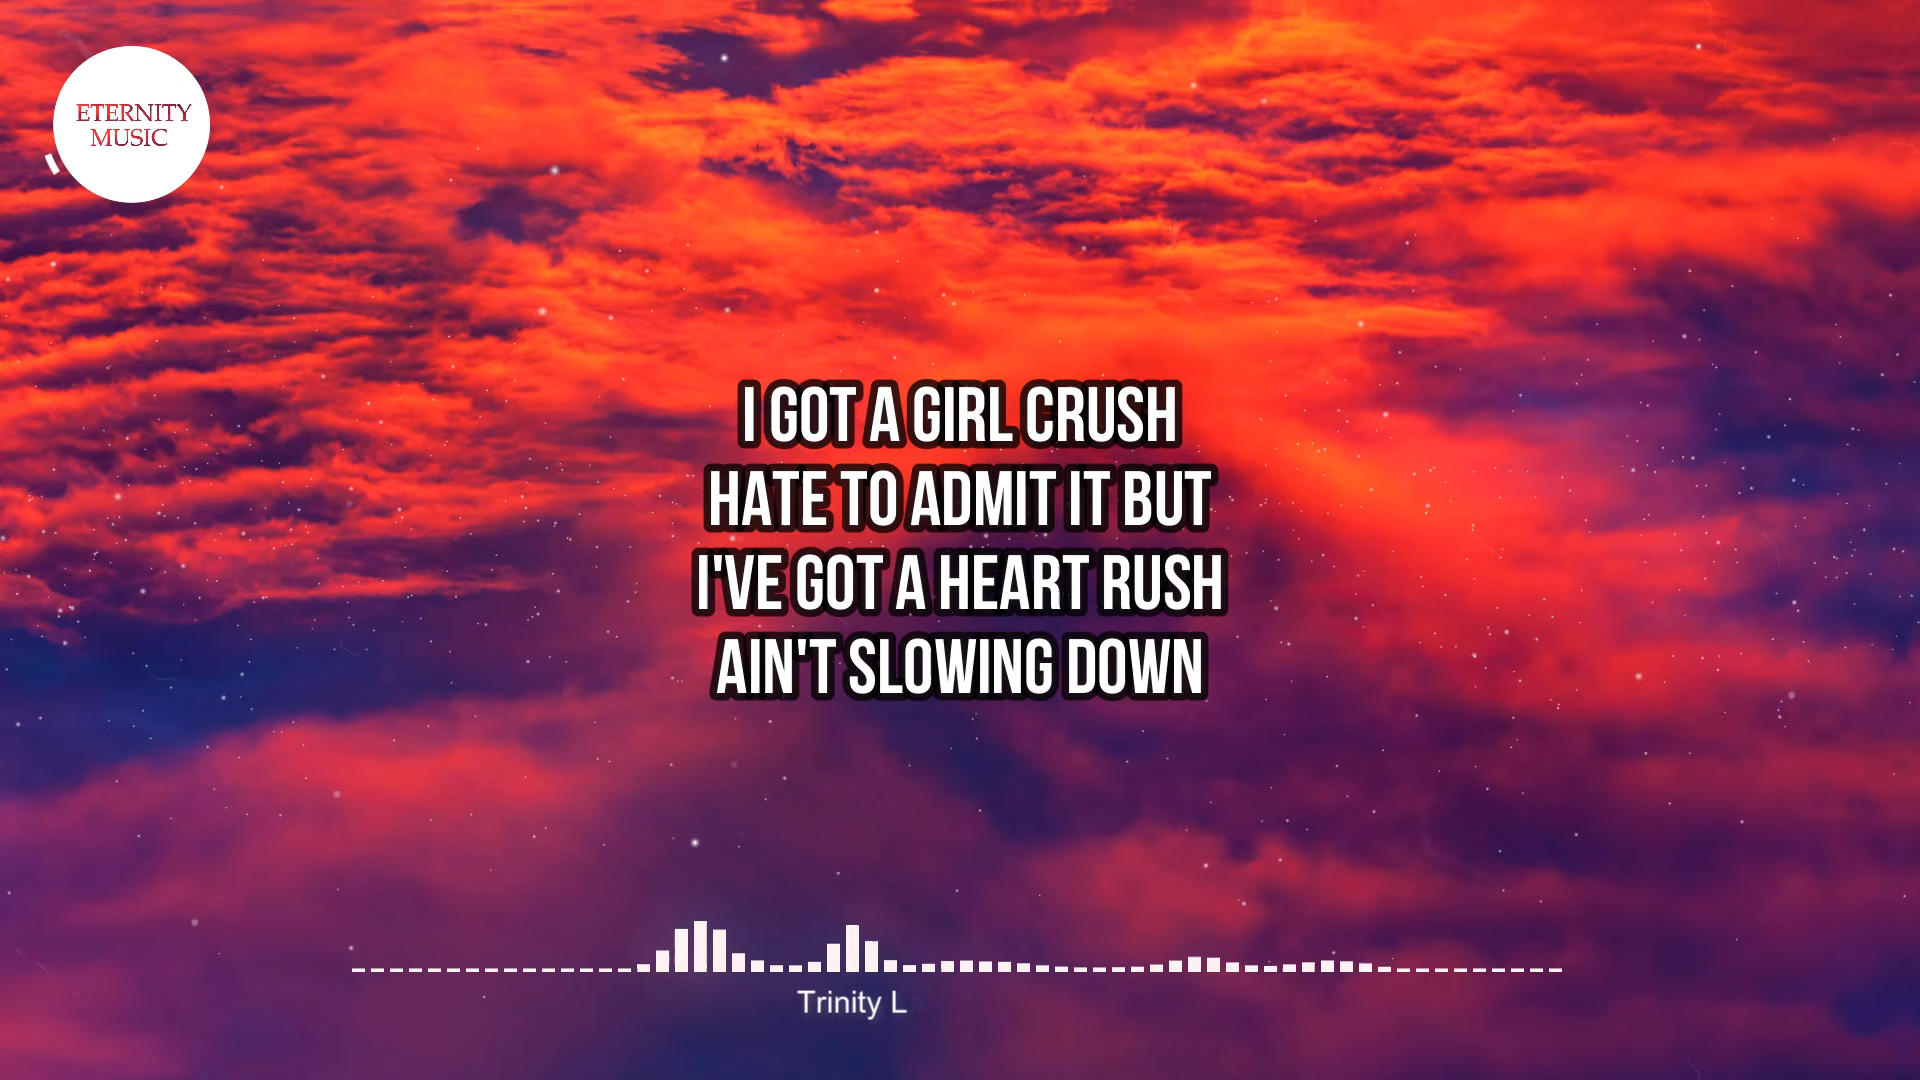 ETERNITY
MUSIC
I GOT A GIRL CRUSH
HATE TO ADMIT IT BUT
I'VE GOT A HEART RUSH
AIN'T SLOWING DOWN
Trinity L